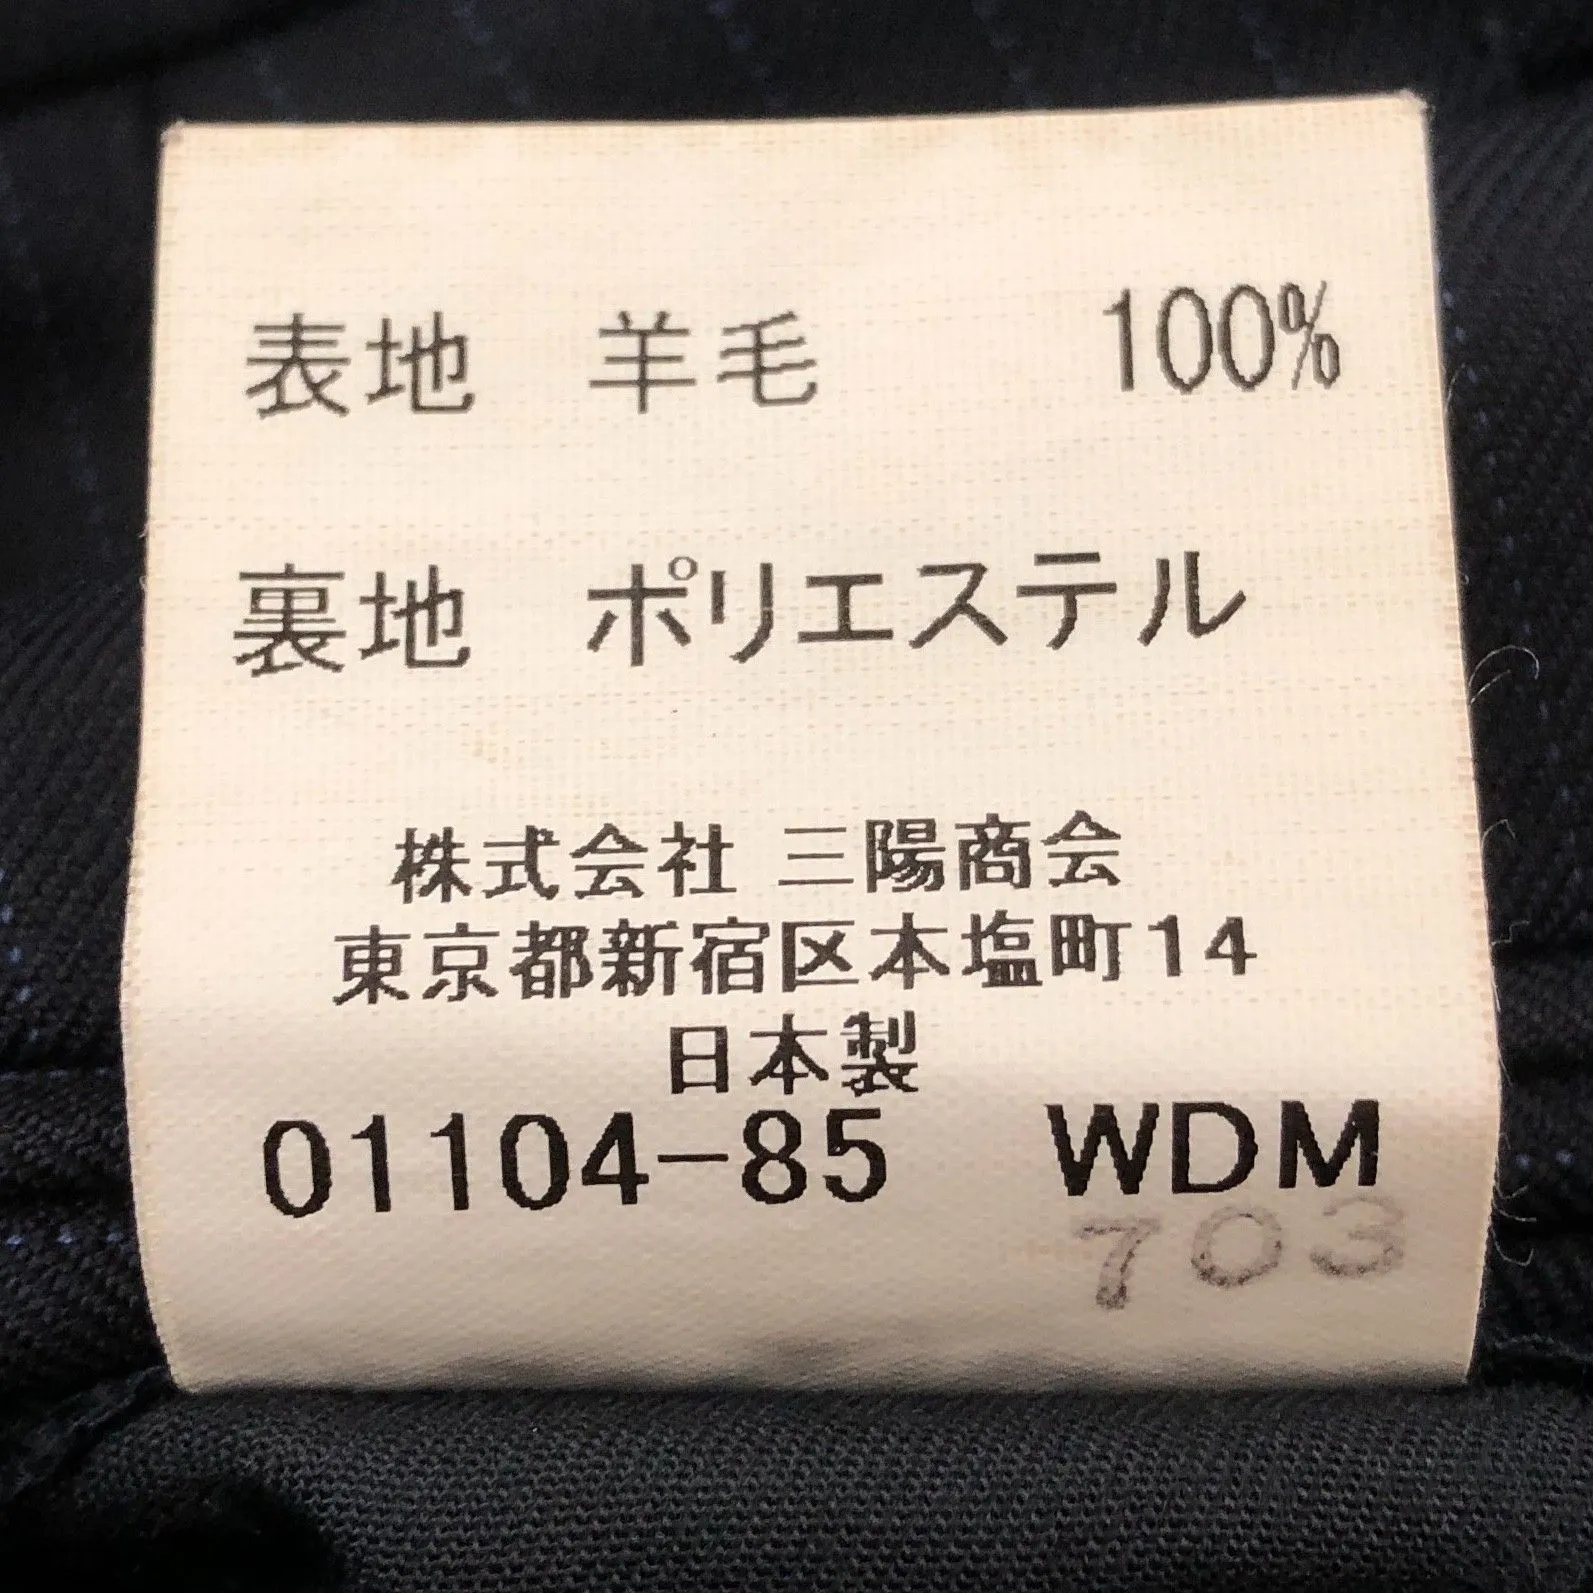 表地 羊毛 100%
裏地 ポリエステル
株式会社 三陽商会
東京都新宿区本塩町14
日本製
01104-85 WDM
703